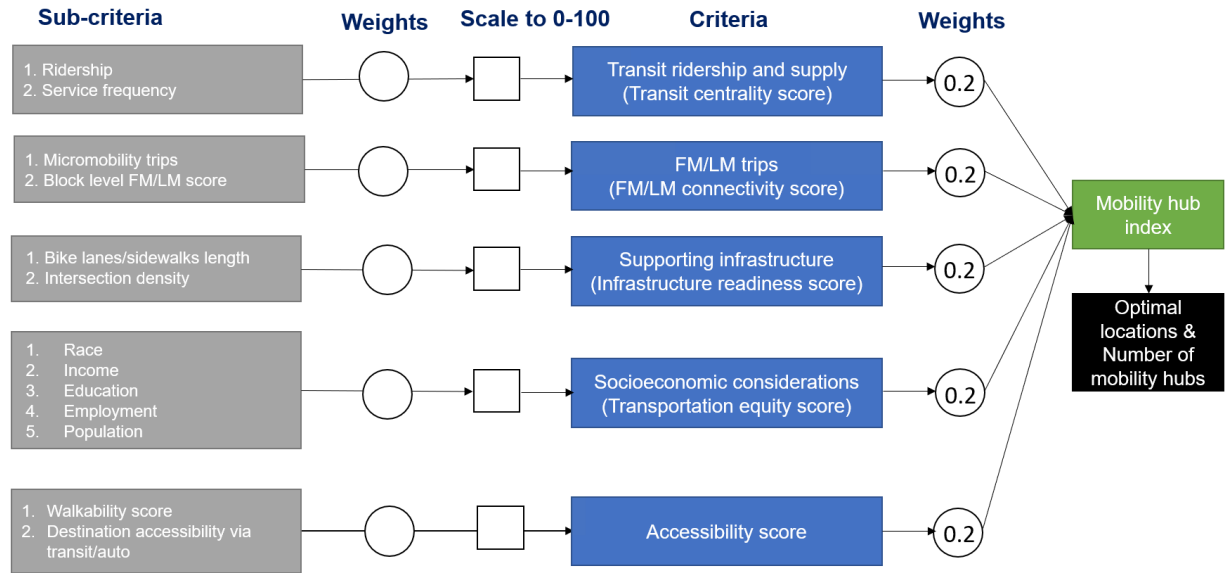 Sub-criteria
Weights
Scale to 0-100
Criteria
Weights
1. Ridership
2. Service frequency
Transit ridership and supply
(Transit centrality score)
0.2
1. Micromobility trips
2. Block level FM/LM score
FM/LM trips
(FM/LM connectivity score)
0.2
1. Bike lanes/sidewalks length
2. Intersection density
Supporting infrastructure
(Infrastructure readiness score)
0.2
1. Race
2. Income
3. Education
4. Employment
5. Population
Socioeconomic considerations
(Transportation equity score)
0.2
1. Walkability score
2. Destination accessibility via
transit/auto
Accessibility score
0.2
Mobility hub
index
Optimal
locations &
Number of
mobility hubs